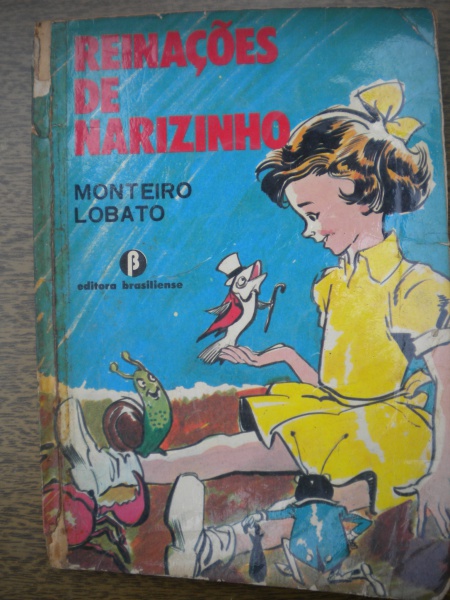 REINAÇÕES
DE
NARIZINHO
MONTEIRO
LOBATO
editora brasiliense